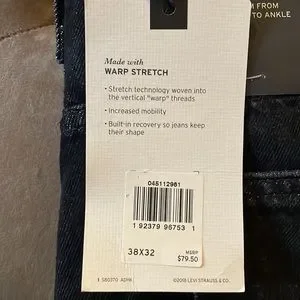 M FROM
TO ANKLE
Made with
WARP STRETCH
• Stretch technology woven into
the vertical "warp" threads
• Increased mobility
• Built-in recovery so jeans keep
their shape
045112961
1 92379 96753 1
38X32
MSRP
$79.50
©2018 LEVI STRAUSS & CO.